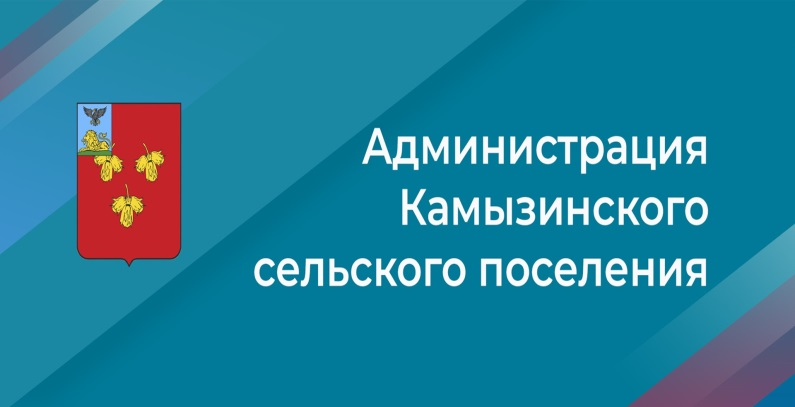 Администрация
Камызинского
сельского поселения